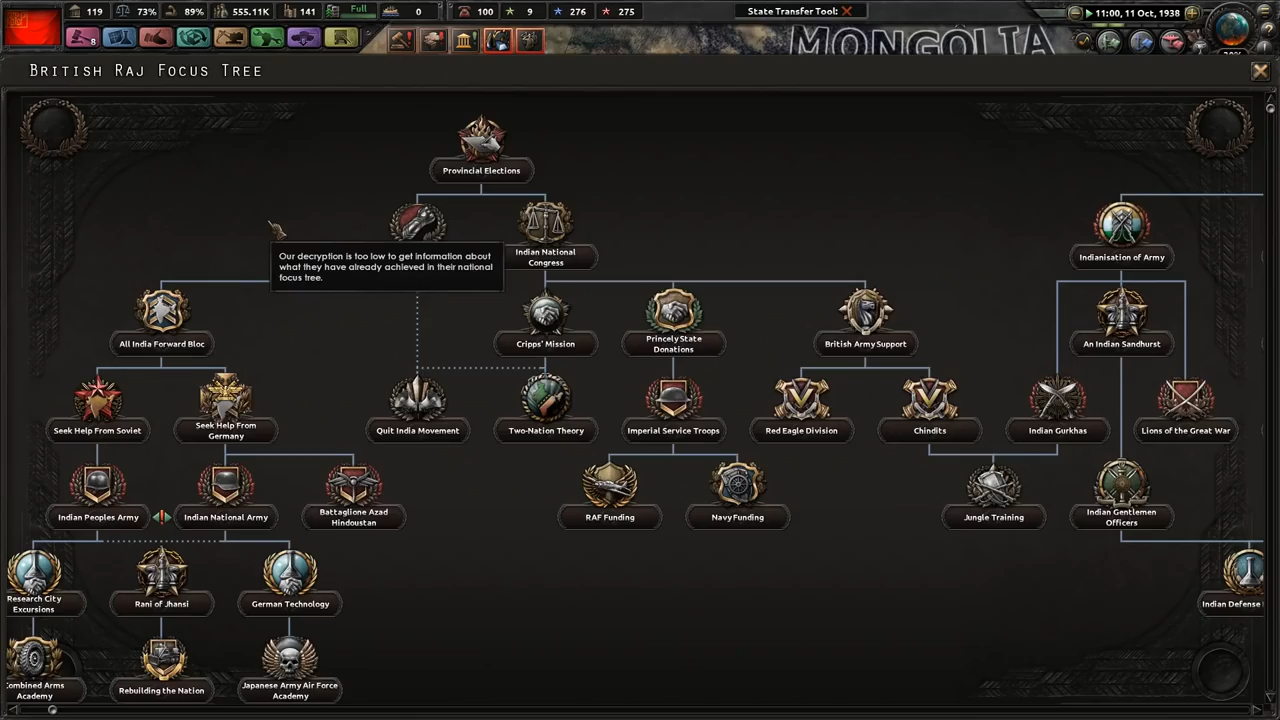 119 73% 89% 555.11K 141 Full 0 100 9 276 275 State Transfer Tool: 11:00, 11 Oct, 1938
8
MONGOLIA
British Raj Focus Tree
Provincial Elections
Indian National
Congress
Indianisation of Army
Our decryption is too low to get information about
what they have already achieved in their national
focus tree.
All India Forward Bloc
Cripps' Mission
Princely State
Donations
British Army Support
An Indian Sandhurst
Seek Help From Soviet
Seek Help From
Germany
Quit India Movement
Two-Nation Theory
Imperial Service Troops
Red Eagle Division
Chindits
Indian Gurkhas
Lions of the Great War
Indian Peoples Army
Indian National Army
Battaglione Azad
Hindoustan
RAF Funding
Navy Funding
Jungle Training
Indian Gentlemen
Officers
Research City
Excursions
Rani of Jhansi
German Technology
Indian Defense
Combined Arms
Academy
Rebuilding the Nation
Japanese Army Air Force
Academy